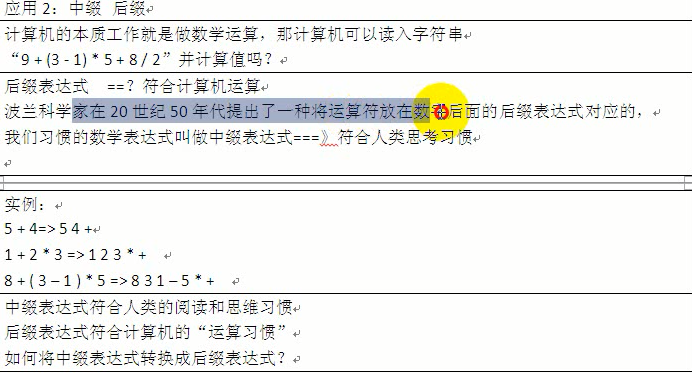 应用2：中缀 后缀
计算机的本质工作就是做数学运算，那计算机可以读入字符串
“9 + (3 - 1) * 5 + 8 / 2”并计算值吗？
后缀表达式 ==？符合计算机运算
波兰科学家在20世纪50年代提出了一种将运算符放在数字后面的后缀表达式对应的，
我们习惯的数学表达式叫做中缀表达式===》符合人类思考习惯
实例：
5 + 4=> 5 4 +
1 + 2 * 3 => 1 2 3 * +
8 + ( 3 – 1 ) * 5 => 8 3 1 – 5 * +
中缀表达式符合人类的阅读和思维习惯
后缀表达式符合计算机的“运算习惯”
如何将中缀表达式转换成后缀表达式？